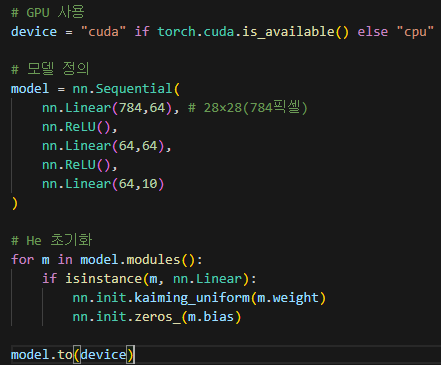 # GPU 사용
device = "cuda" if torch.cuda.is_available() else "cpu"

# 모델 정의
model = nn.Sequential(
    nn.Linear(784,64), # 28×28(784픽셀)
    nn.ReLU(),
    nn.Linear(64,64),
    nn.ReLU(),
    nn.Linear(64,10)
)

# He 초기화
for m in model.modules():
    if isinstance(m, nn.Linear):
        nn.init.kaiming_uniform(m.weight)
        nn.init.zeros_(m.bias)

model.to(device)